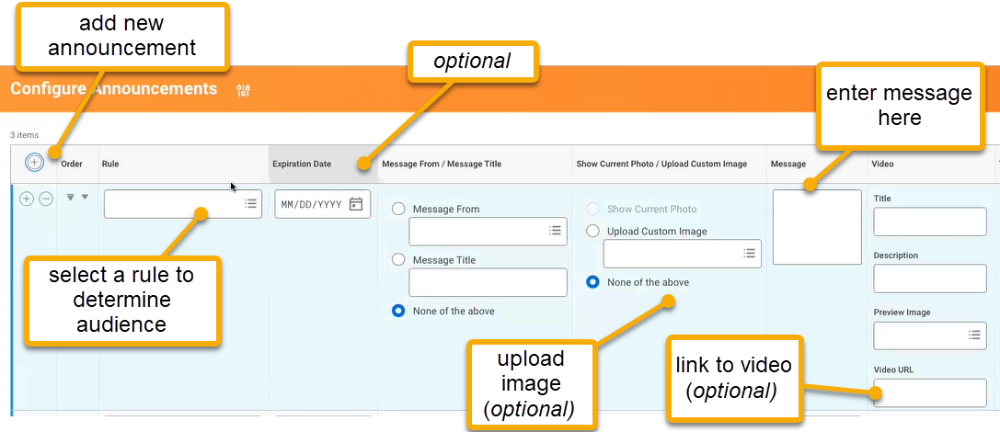 add new
announcement
optional
enter message
here
Configure Announcements
3 items
Order
Rule
Expiration Date
Message From / Message Title
Show Current Photo / Upload Custom Image
Message
Video
MM/DD/YYYY
Message From
Message Title
None of the above
Show Current Photo
Upload Custom Image
None of the above
Title
Description
Preview Image
Video URL
select a rule to
determine
audience
upload
image
(optional)
link to video
(optional)